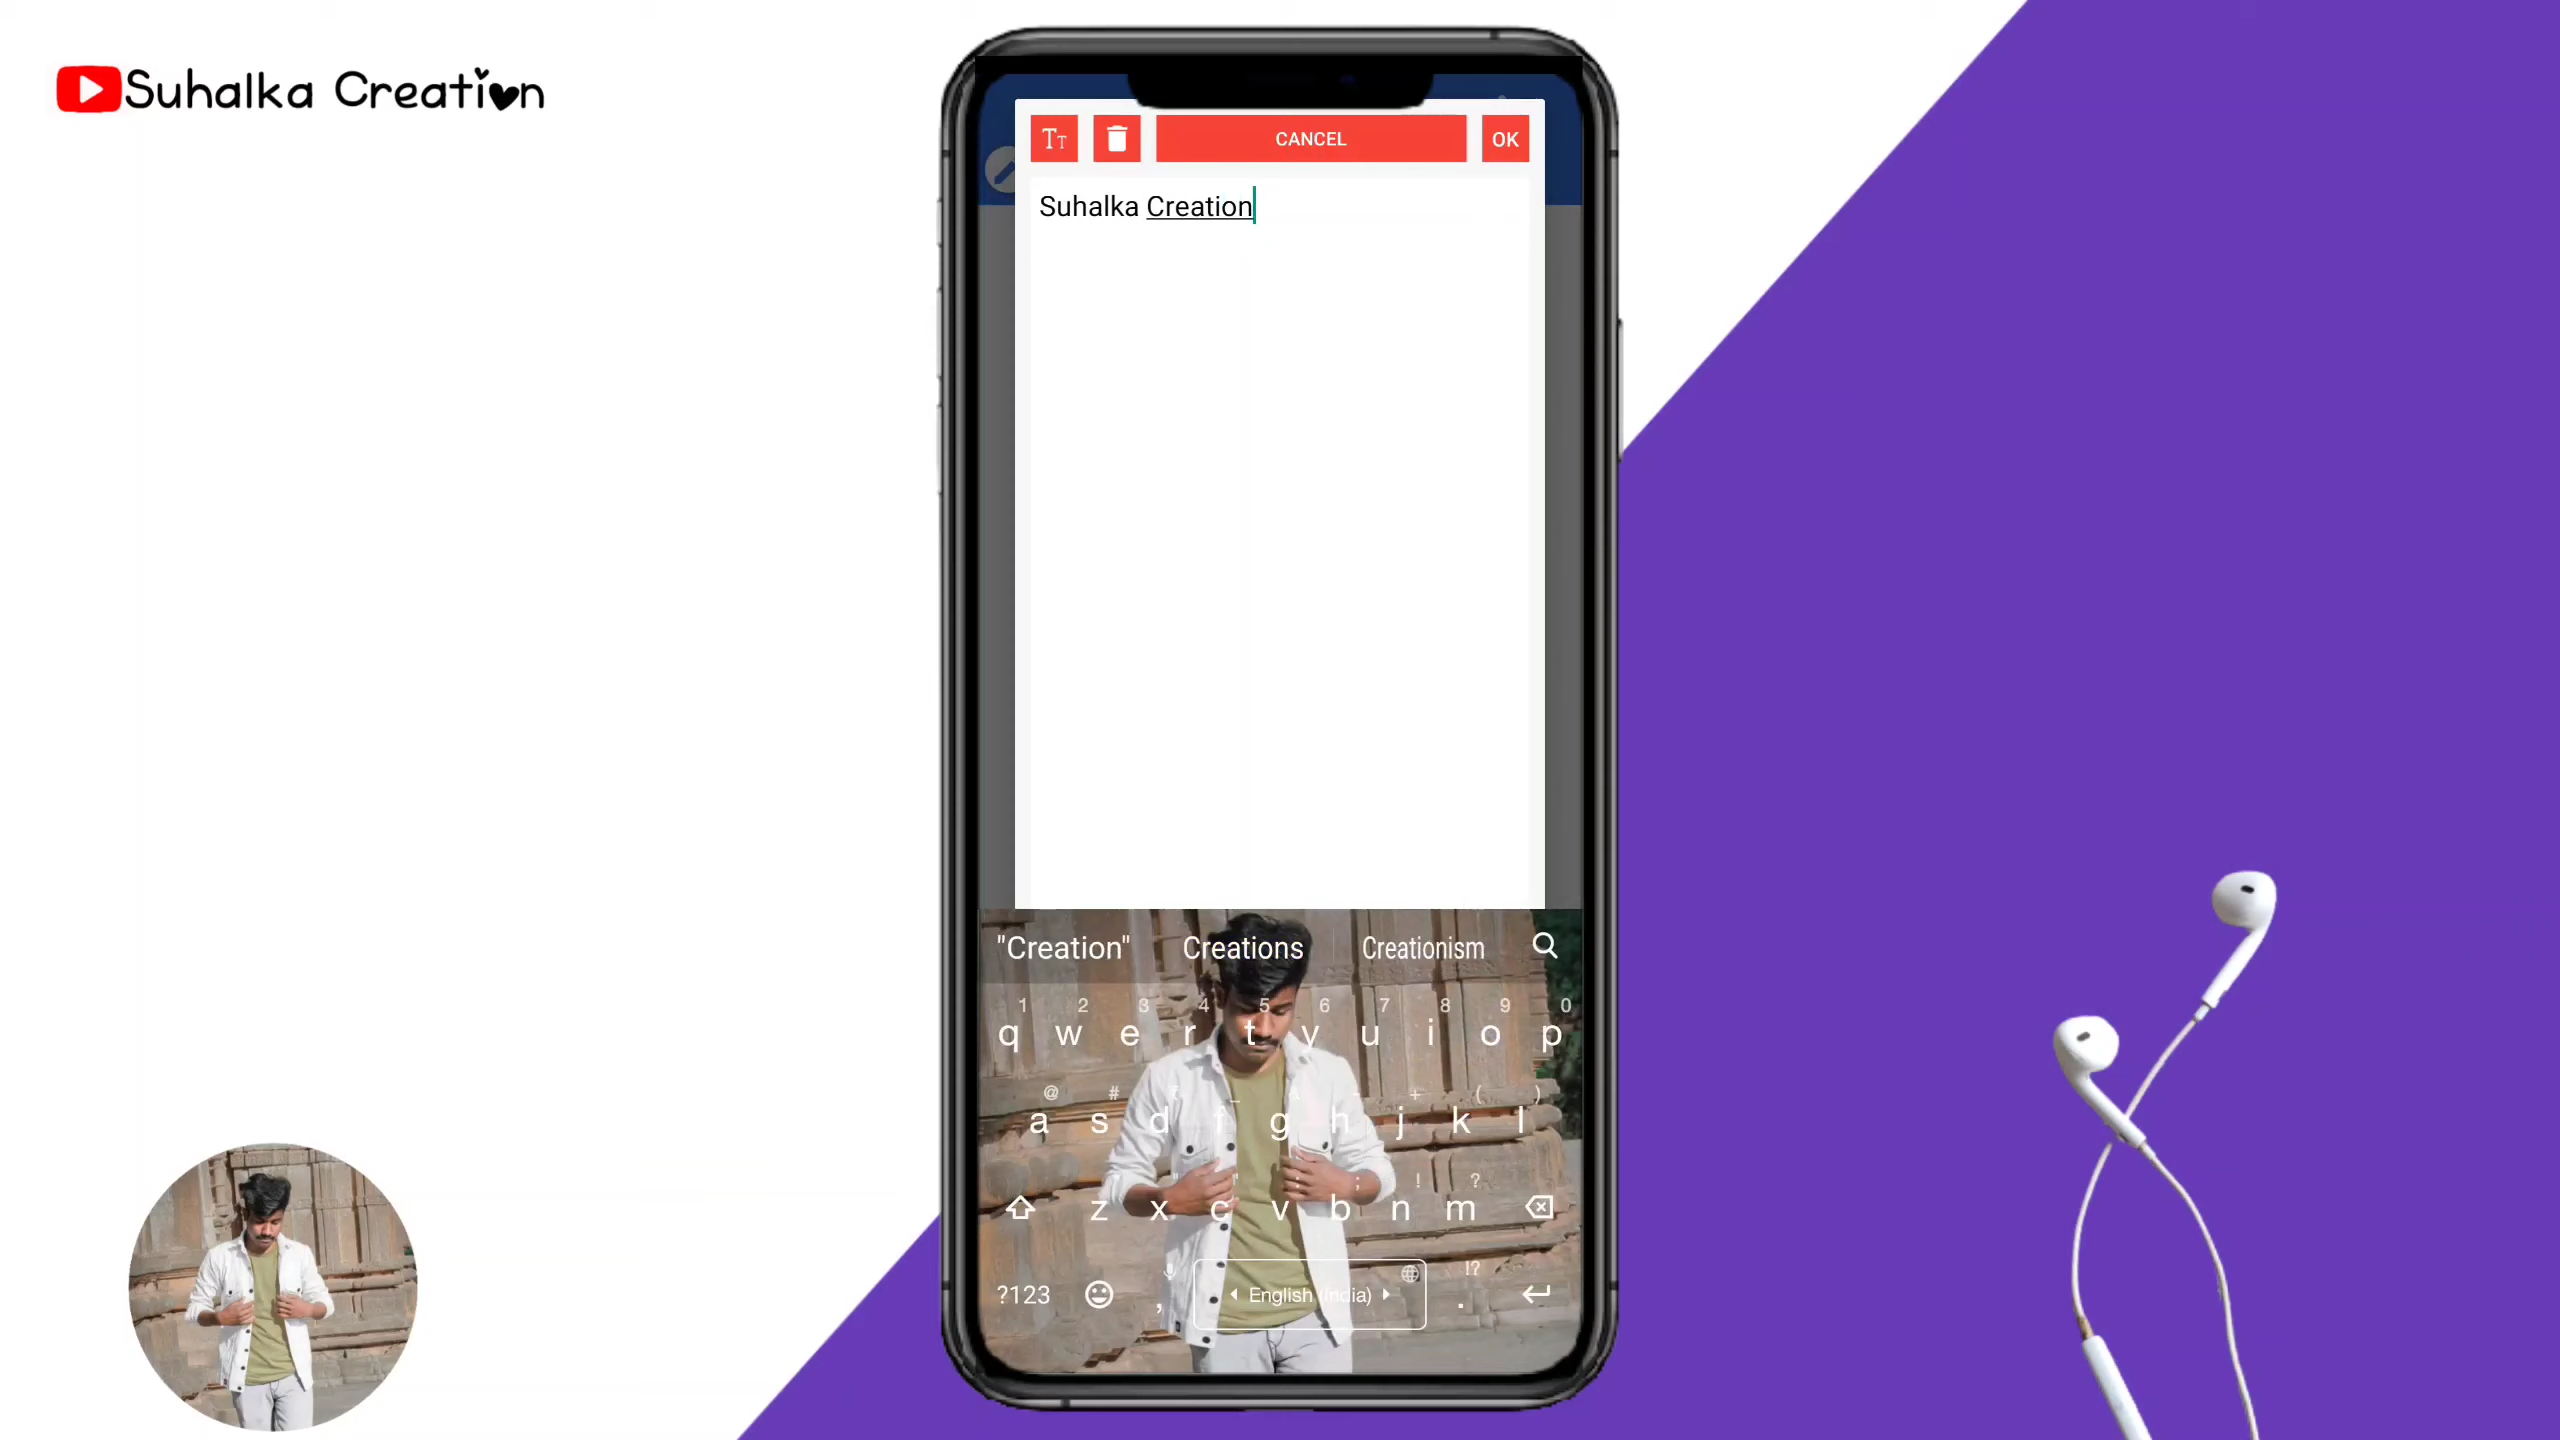 Suhalka Creation
CANCEL OK
Suhalka Creation
"Creation" Creations Creationism
1 2 3 4 5 6 7 8 9 0
q w e r t y u i o p
@ # _ - + ( )
a s d f g h j k l
" : ; ! ?
z x c v b n m
!?
?123 , English (India) .